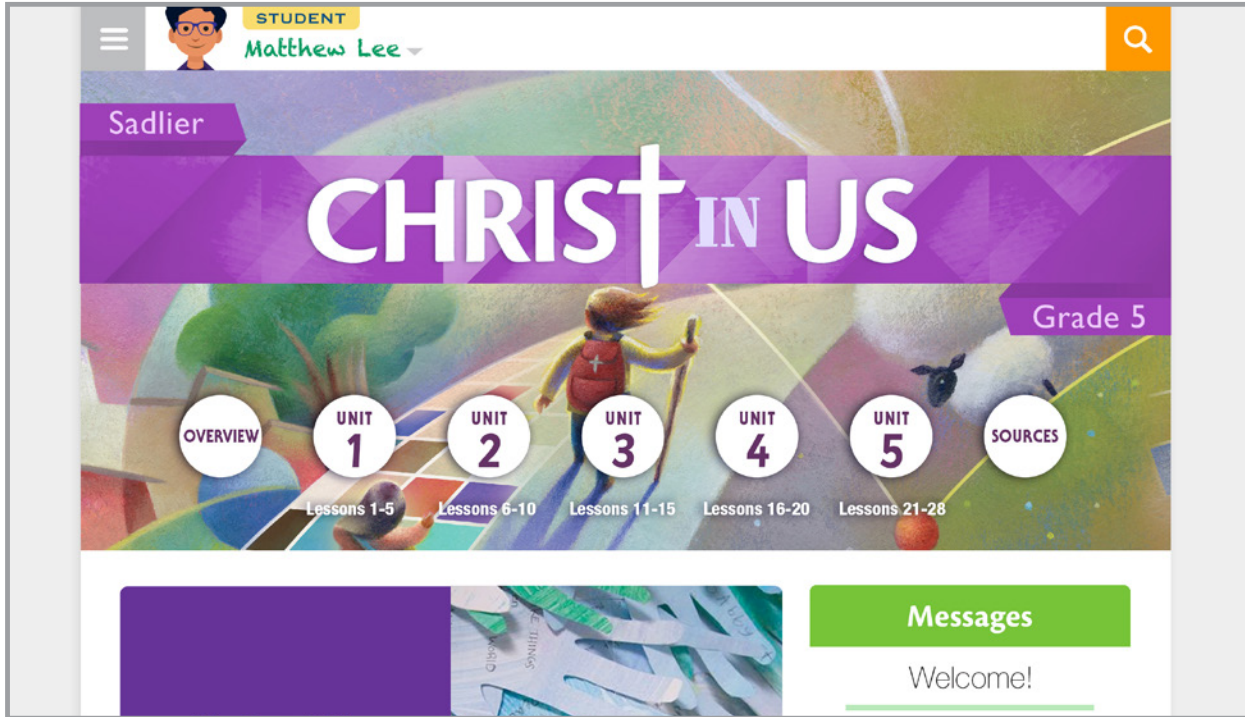 STUDENT
Matthew Lee
Sadlier
CHRIST IN US
Grade 5
OVERVIEW
UNIT 1
UNIT 2
UNIT 3
UNIT 4
UNIT 5
SOURCES
Lessons 1-5
Lessons 6-10
Lessons 11-15
Lessons 16-20
Lessons 21-28
Messages
Welcome!
THINGS
WORLD